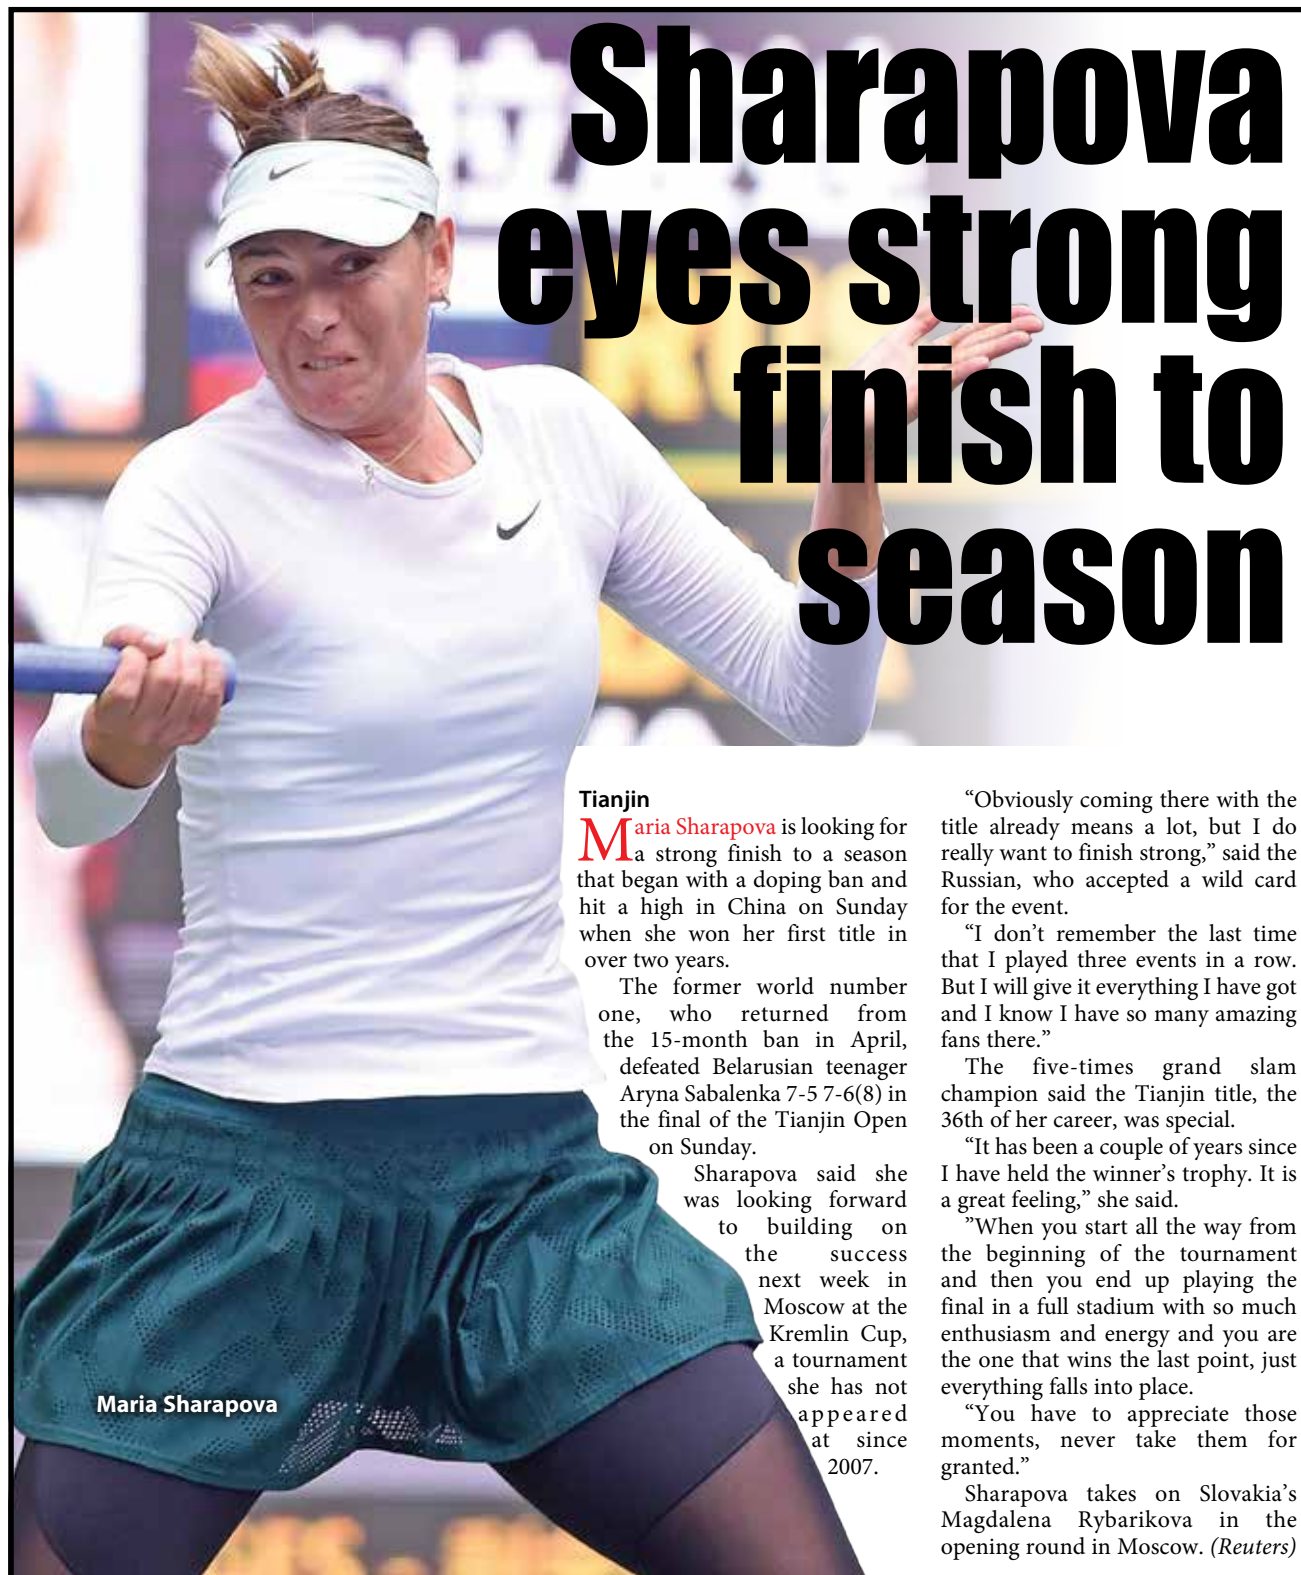 Sharapova
eyes strong
finish to
season
Tianjin
Maria Sharapova is looking for
a strong finish to a season
that began with a doping ban and
hit a high in China on Sunday
when she won her first title in
over two years.
The former world number
one, who returned from
the 15-month ban in April,
defeated Belarusian teenager
Aryna Sabalenka 7-5 7-6(8) in
the final of the Tianjin Open
on Sunday.
Sharapova said she
was looking forward
to building on
the success
next week in
Moscow at the
Kremlin Cup,
a tournament
she has not
appeared
at since
2007.
“Obviously coming there with the
title already means a lot, but I do
really want to finish strong,” said the
Russian, who accepted a wild card
for the event.
“I don’t remember the last time
that I played three events in a row.
But I will give it everything I have got
and I know I have so many amazing
fans there.”
The five-times grand slam
champion said the Tianjin title, the
36th of her career, was special.
“It has been a couple of years since
I have held the winner’s trophy. It is
a great feeling,” she said.
”When you start all the way from
the beginning of the tournament
and then you end up playing the
final in a full stadium with so much
enthusiasm and energy and you are
the one that wins the last point, just
everything falls into place.
“You have to appreciate those
moments, never take them for
granted.”
Sharapova takes on Slovakia’s
Magdalena Rybarikova in the
opening round in Moscow. (Reuters)
Maria Sharapova